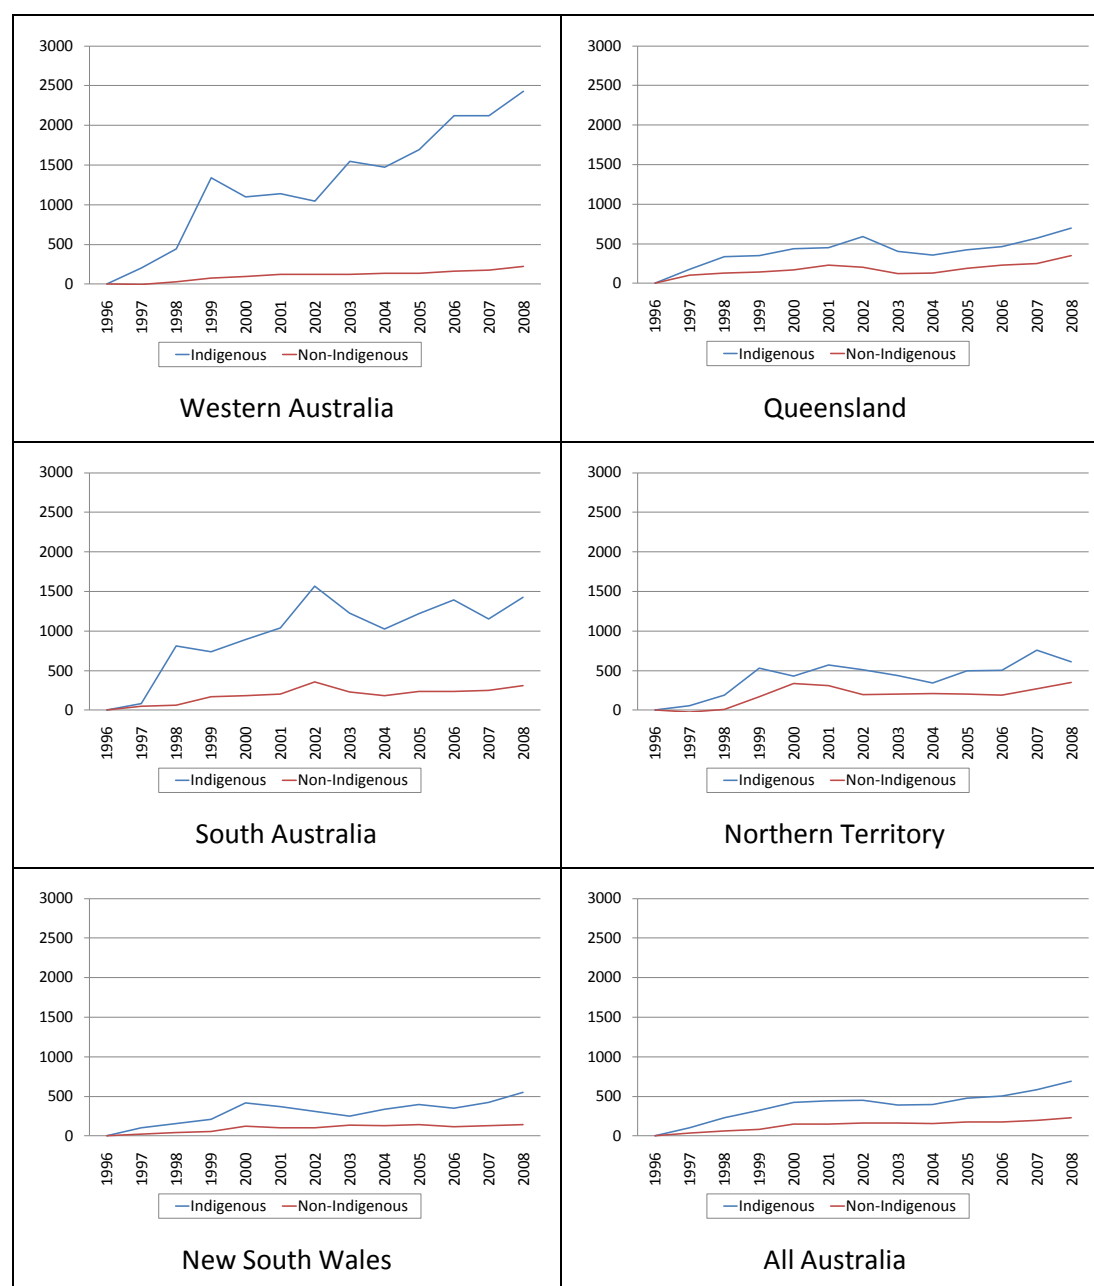 3000
2500
2000
1500
1000
500
0
1996 1997 1998 1999 2000 2001 2002 2003 2004 2005 2006 2007 2008
Indigenous Non-Indigenous
Western Australia
3000
2500
2000
1500
1000
500
0
1996 1997 1998 1999 2000 2001 2002 2003 2004 2005 2006 2007 2008
Indigenous Non-Indigenous
Queensland
3000
2500
2000
1500
1000
500
0
1996 1997 1998 1999 2000 2001 2002 2003 2004 2005 2006 2007 2008
Indigenous Non-Indigenous
South Australia
3000
2500
2000
1500
1000
500
0
1996 1997 1998 1999 2000 2001 2002 2003 2004 2005 2006 2007 2008
Indigenous Non-Indigenous
Northern Territory
3000
2500
2000
1500
1000
500
0
1996 1997 1998 1999 2000 2001 2002 2003 2004 2005 2006 2007 2008
Indigenous Non-Indigenous
New South Wales
3000
2500
2000
1500
1000
500
0
1996 1997 1998 1999 2000 2001 2002 2003 2004 2005 2006 2007 2008
Indigenous Non-Indigenous
All Australia